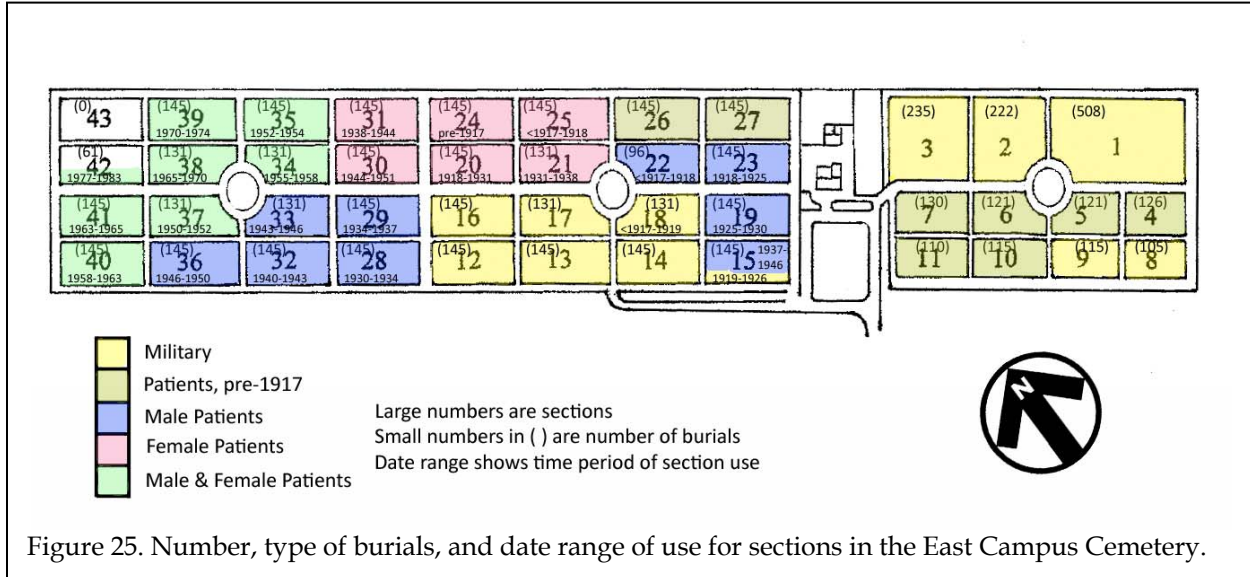 (0) (145) (145) (145) (145) (145) (145) (145) (235) (222) (508)
43 39 35 31 24 25 26 27 3 2 1
1970-1974 1952-1954 1938-1944 pre-1917 <1917-1918
(61) (131) (131) (145) (145) (131) (96) (145)
42 38 34 30 20 21 22 23
1977-1983 1965-1970 1955-1958 1944-1951 1918-1931 1931-1938 <1917-1918 1918-1925
(145) (131) (131) (145) (145) (131) (131) (145) (130) (121) (121) (126)
41 37 33 29 16 17 18 19 7 6 5 4
1963-1965 1950-1952 1943-1946 1934-1937 <1917-1919 1925-1930
(145) (145) (145) (145) (145) (145) (145) (145) 1937- (110) (115) (115) (105)
40 36 32 28 12 13 14 15 1946 11 10 9 8
1958-1963 1946-1950 1940-1943 1930-1934 1919-1926
Military
Patients, pre-1917
Male Patients
Female Patients
Male & Female Patients
Large numbers are sections
Small numbers in ( ) are number of burials
Date range shows time period of section use
N
Figure 25. Number, type of burials, and date range of use for sections in the East Campus Cemetery.